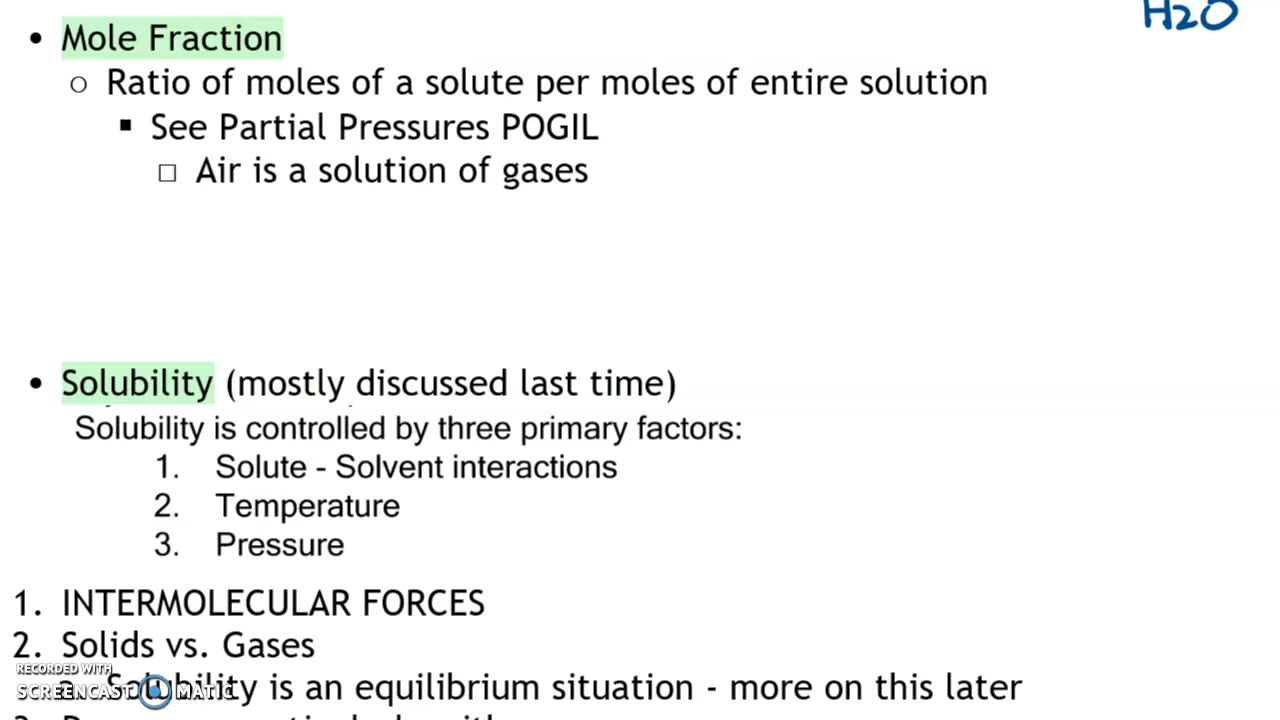 H2O
• Mole Fraction
○ Ratio of moles of a solute per moles of entire solution
▪ See Partial Pressures POGIL
□ Air is a solution of gases
• Solubility (mostly discussed last time)
Solubility is controlled by three primary factors:
1. Solute - Solvent interactions
2. Temperature
3. Pressure
1. INTERMOLECULAR FORCES
2. Solids vs. Gases
Solubility is an equilibrium situation - more on this later
RECORDED WITH
SCREENCAST MATIC